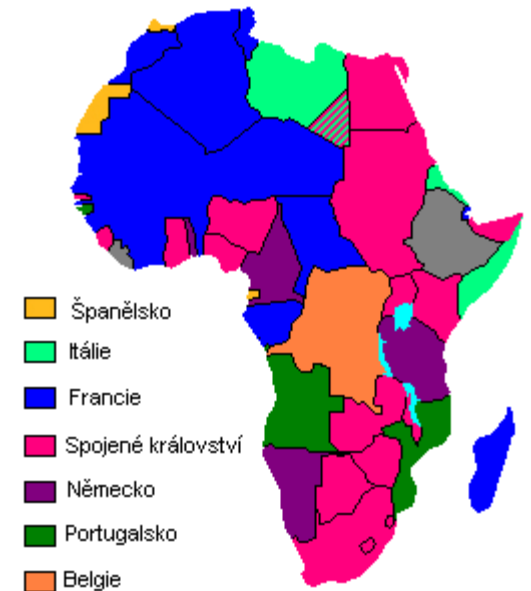 Španělsko
Itálie
Francie
Spojené království
Německo
Portugalsko
Belgie